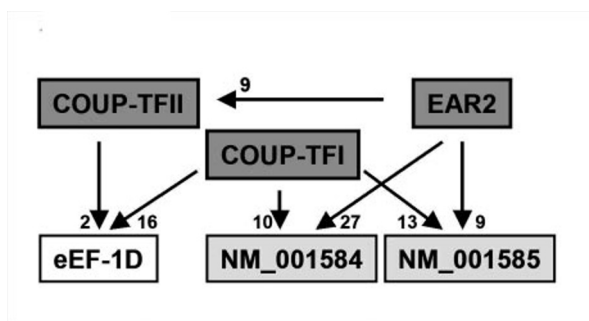 9
COUP-TFII
EAR2
COUP-TFI
2
16
10
27
13
9
eEF-1D
NM_001584
NM_001585